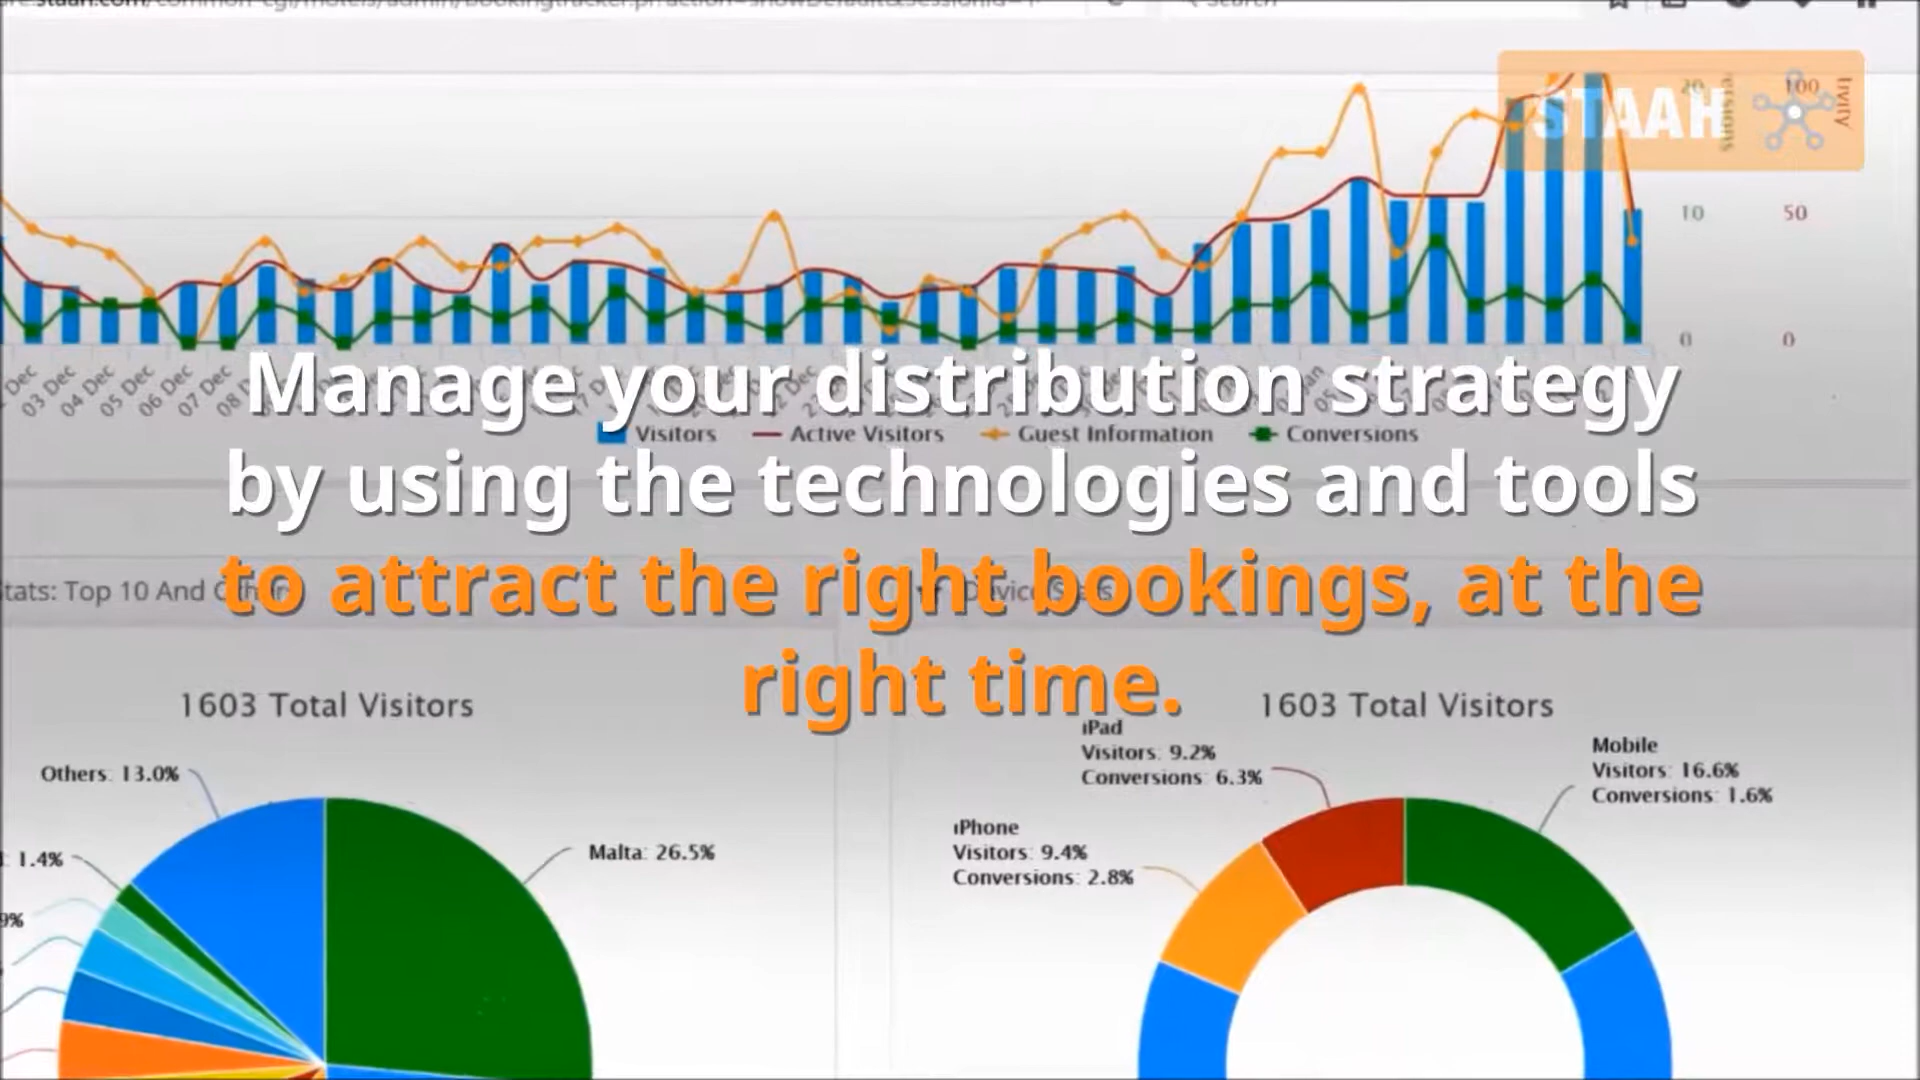 Search
STAAH
20
100
10
50
0
0
Dec
03 Dec
04 Dec
05 Dec
06 Dec
07 Dec
Manage your distribution strategy
Visitors
Active Visitors
Guest Information
Conversions
by using the technologies and tools
to attract the right bookings, at the
right time.
1603 Total Visitors
Others: 13.0%
Malta: 26.5%
1.4%
9%
1603 Total Visitors
iPad
Visitors: 9.2%
Conversions: 6.3%
Mobile
Visitors: 16.6%
Conversions: 1.6%
iPhone
Visitors: 9.4%
Conversions: 2.8%